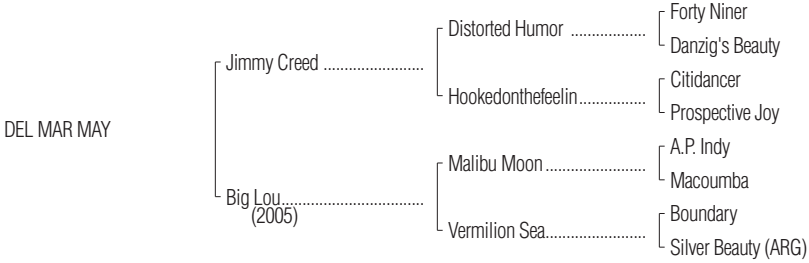 Forty Niner
Distorted Humor ..................
Danzig's Beauty
Jimmy Creed ........................
Citidancer
Hookedonthefeelin................
Prospective Joy
DEL MAR MAY
A.P. Indy
Malibu Moon ........................
Macoumba
Big Lou..................................
(2005)
Boundary
Vermilion Sea........................
Silver Beauty (ARG)